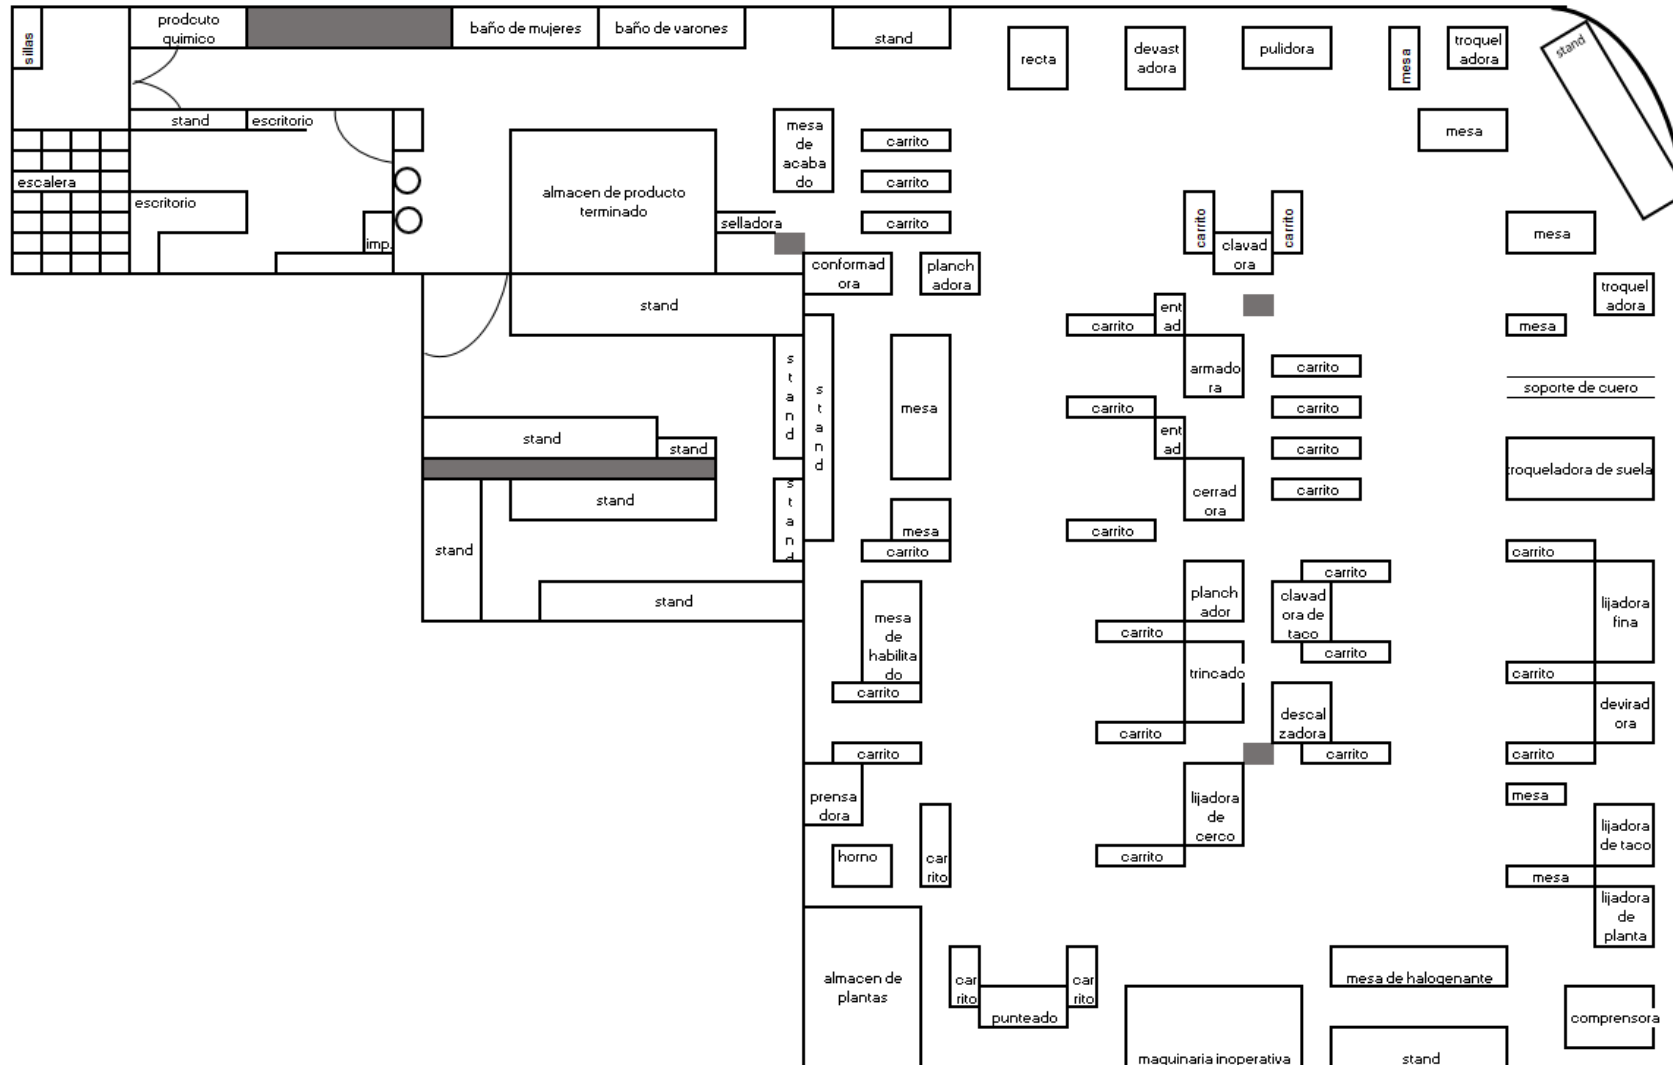 prodcuto
quimico
baño de mujeres
baño de varones
stand
sillas
recta
devast
adora
pulidora
mesa
troquel
adora
stand
stand
escritorio
mesa
de
acaba
do
carrito
mesa
escalera
carrito
almacen de producto
terminado
escritorio
selladora
carrito
carrito
carrito
mesa
imp.
clavad
ora
conformad
ora
planch
adora
troquel
adora
stand
ent
ad
carrito
mesa
s
t
a
n
d
armado
ra
carrito
soporte de cuero
s
t
a
n
d
mesa
carrito
carrito
stand
stand
ent
ad
carrito
troqueladora de suela
stand
s
t
a
n
d
cerrad
ora
carrito
mesa
carrito
stand
carrito
carrito
carrito
planch
ador
clavad
ora de
taco
lijadora
fina
stand
mesa
de
habilita
do
carrito
carrito
trincado
carrito
carrito
descal
zadora
devirad
ora
carrito
carrito
carrito
carrito
prensa
dora
lijadora
de
cerco
mesa
lijadora
de taco
horno
car
rito
carrito
mesa
lijadora
de
planta
almacen de
plantas
car
rito
car
rito
mesa de halogenante
punteado
comprensora
maquinaria inoperativa
stand